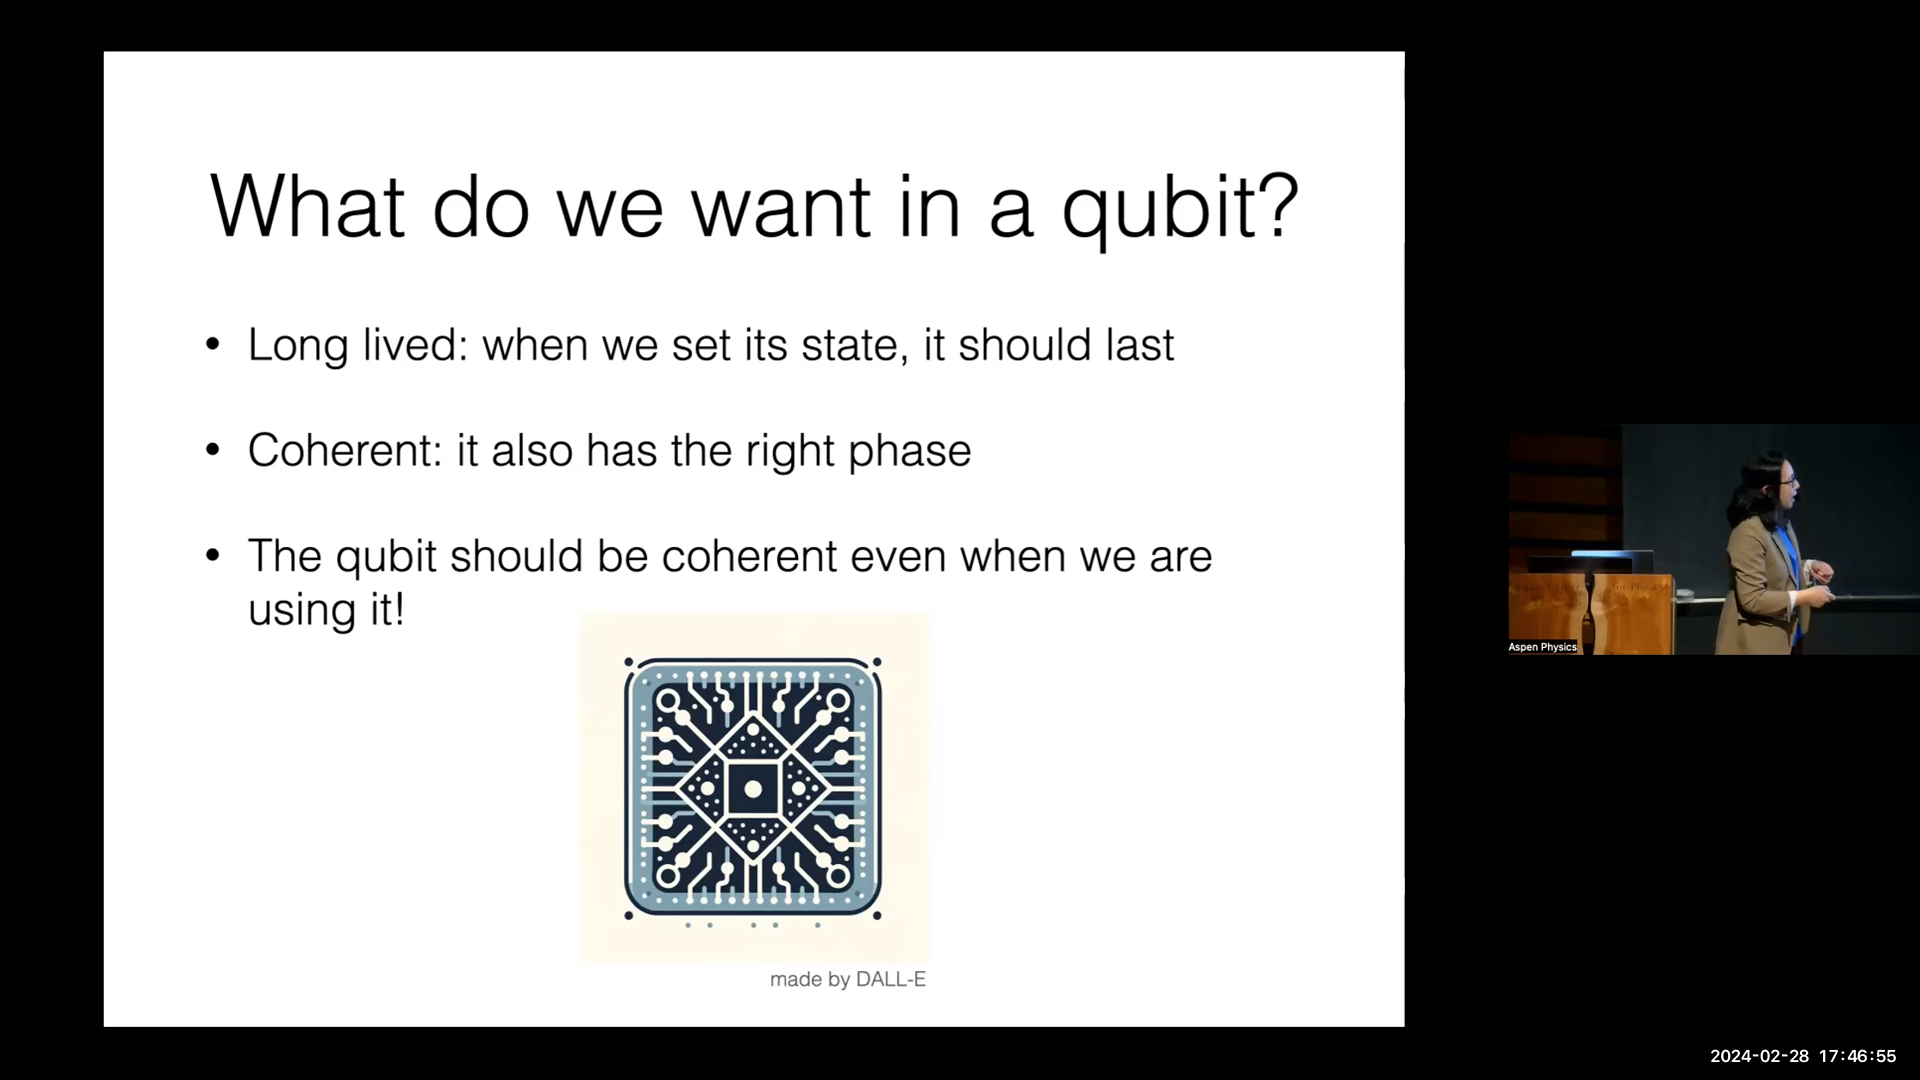 What do we want in a qubit?
• Long lived: when we set its state, it should last
• Coherent: it also has the right phase
• The qubit should be coherent even when we are
using it!
made by DALL-E
Aspen Physics
2024-02-28 17:46:55